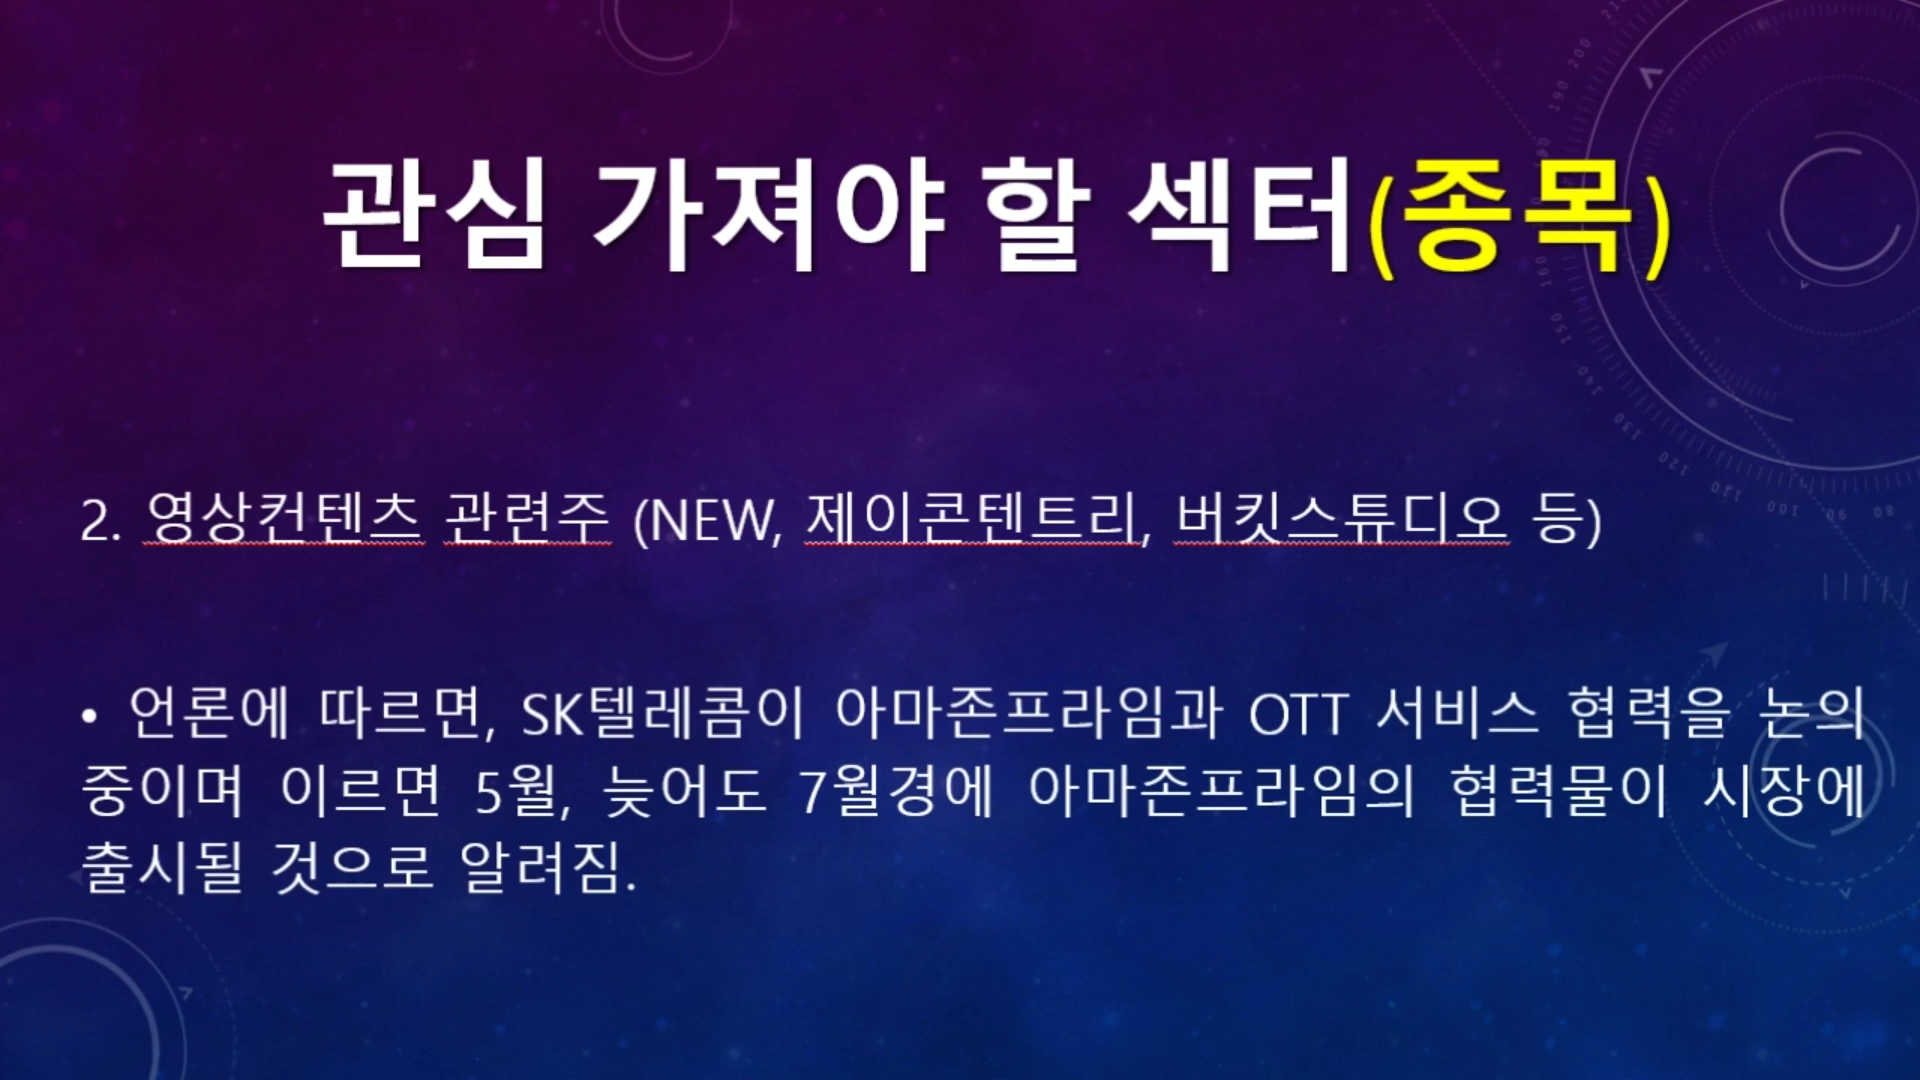 관심 가져야 할 섹터(종목)
2. 영상컨텐츠 관련주 (NEW, 제이콘텐트리, 버킷스튜디오 등)
• 언론에 따르면, SK텔레콤이 아마존프라임과 OTT 서비스 협력을 논의
중이며 이르면 5월, 늦어도 7월경에 아마존프라임의 협력물이 시장에
출시될 것으로 알려짐.